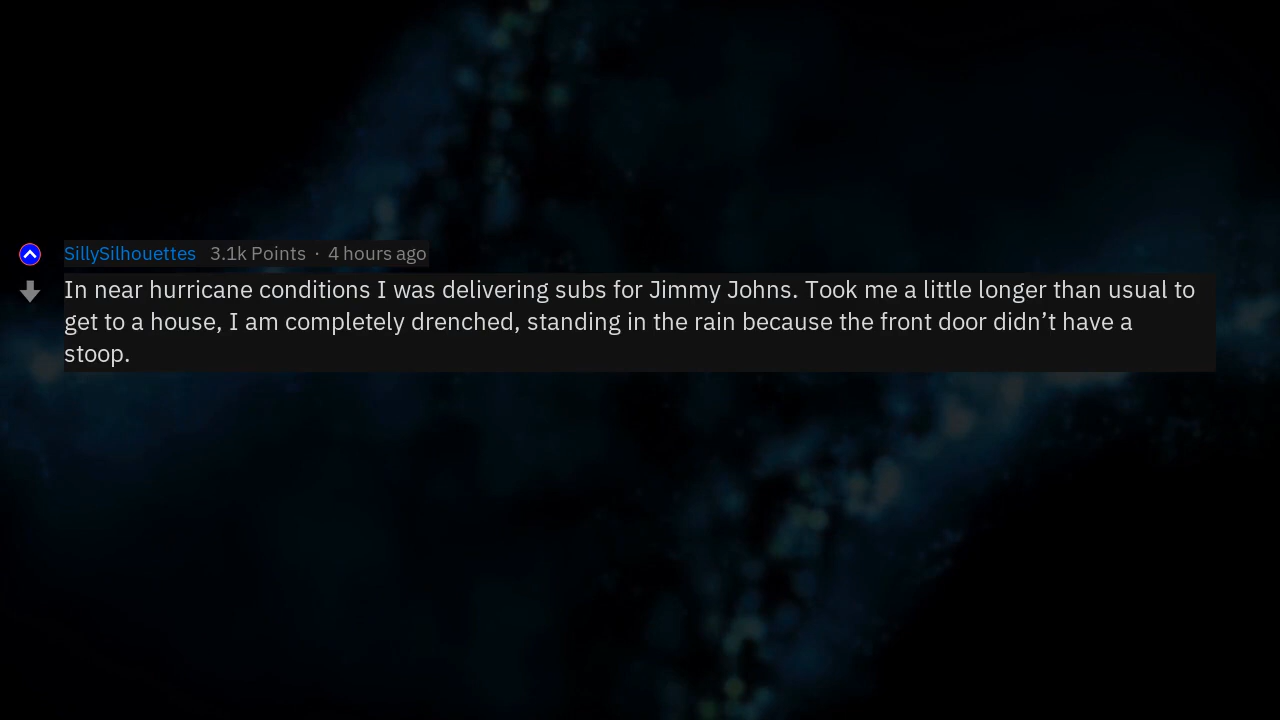 SillySilhouettes 3.1k Points · 4 hours ago
In near hurricane conditions I was delivering subs for Jimmy Johns. Took me a little longer than usual to
get to a house, I am completely drenched, standing in the rain because the front door didn’t have a
stoop.